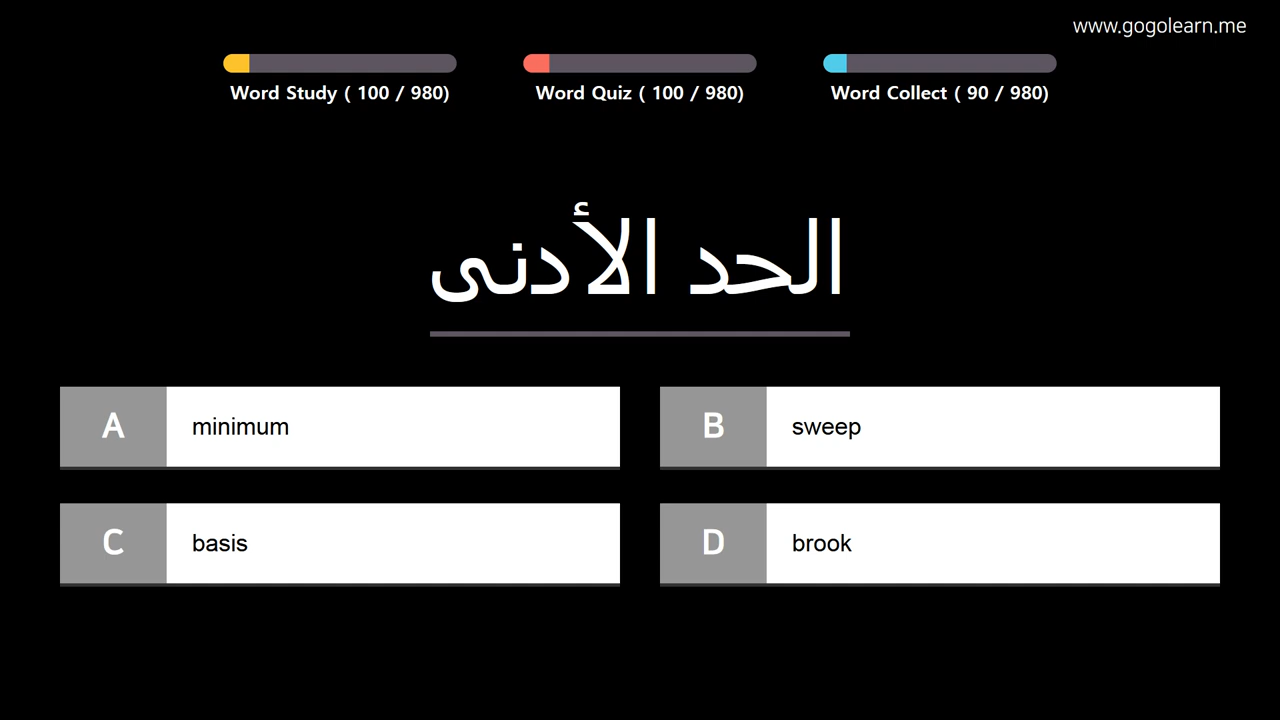 www.gogolearn.me
Word Study ( 100 / 980)
Word Quiz ( 100 / 980)
Word Collect ( 90 / 980)
الحد الأدنى
A
minimum
B
sweep
C
basis
D
brook